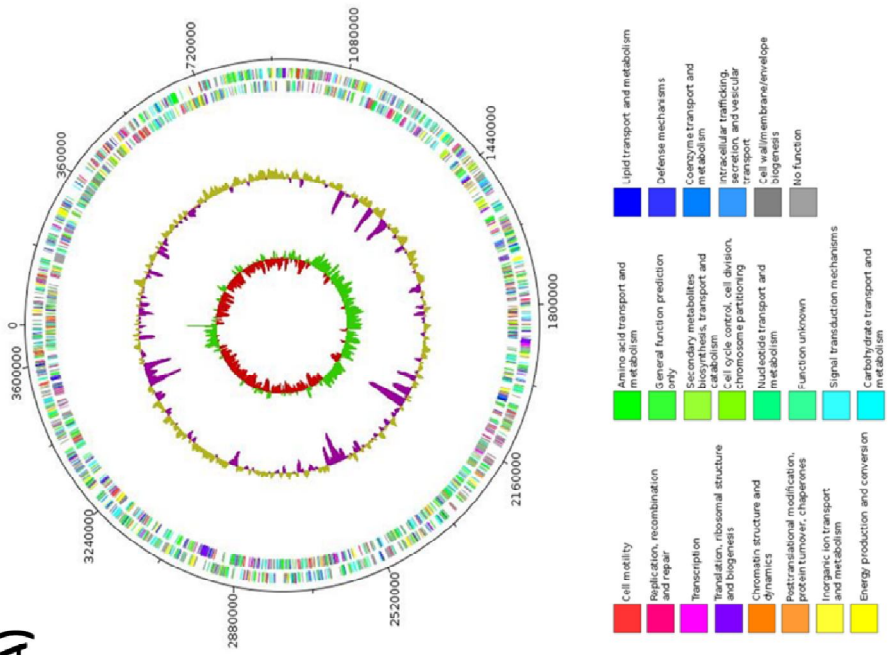 A)
0
360000
720000
1080000
1440000
1800000
2160000
2520000
2880000
3240000
3600000
Cell motility
Replication, recombination
and repair
Transcription
Translation, ribosomal structure
and biogenesis
Chromatin structure and
dynamics
Posttranslational modification,
protein turnover, chaperones
Inorganic ion transport
and metabolism
Energy production and conversion
Amino acid transport and
metabolism
General function prediction
only
Secondary metabolites
biosynthesis, transport and
catabolism
Cell cycle control, cell division,
chromosome partitioning
Nucleotide transport and
metabolism
Function unknown
Signal transduction mechanisms
Carbohydrate transport and
metabolism
Lipid transport and metabolism
Defense mechanisms
Coenzyme transport and
metabolism
Intracellular trafficking,
secretion, and vesicular
transport
Cell wall/membrane/envelope
biogenesis
No function